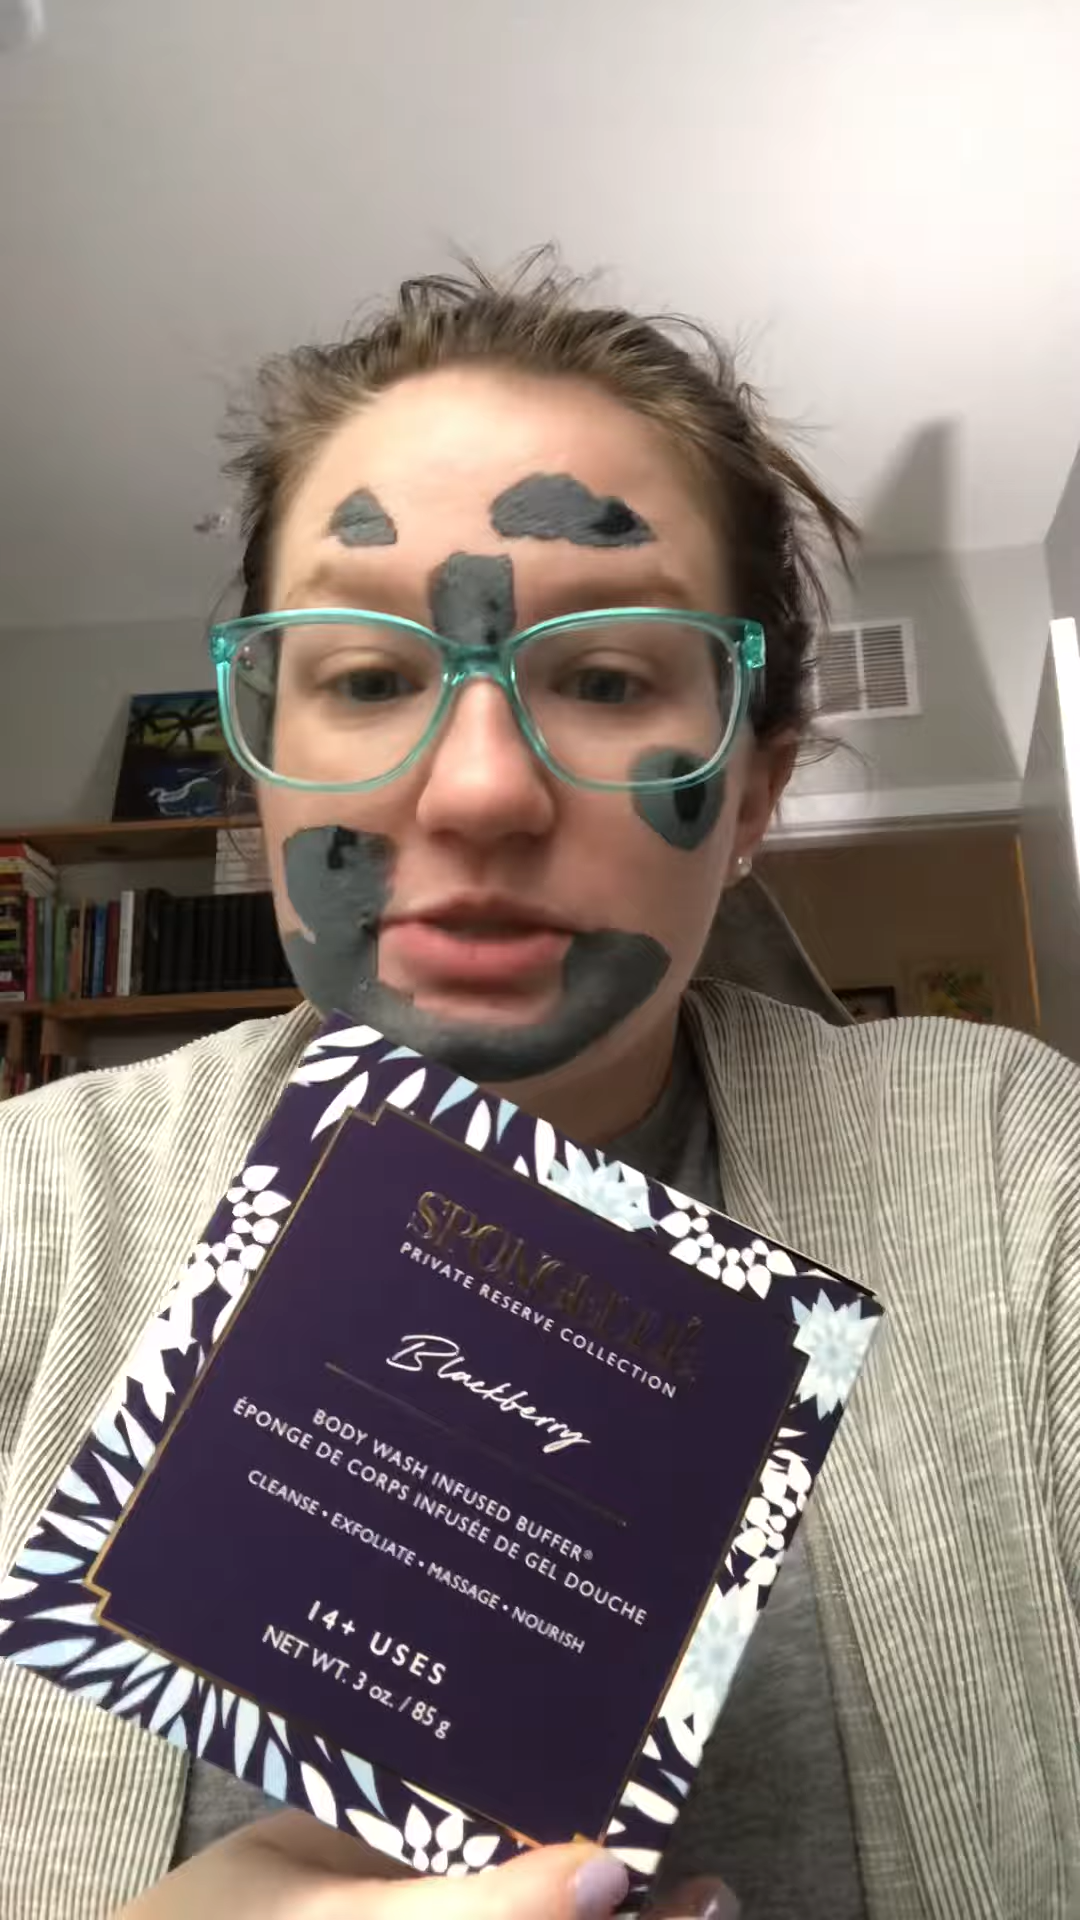 SPONGELLÉ
PRIVATE RESERVE COLLECTION
Blackberry
BODY WASH INFUSED BUFFER®
ÉPONGE DE CORPS INFUSÉE DE GEL DOUCHE
CLEANSE • EXFOLIATE • MASSAGE • NOURISH
14+ USES
NET WT. 3 oz. / 85 g